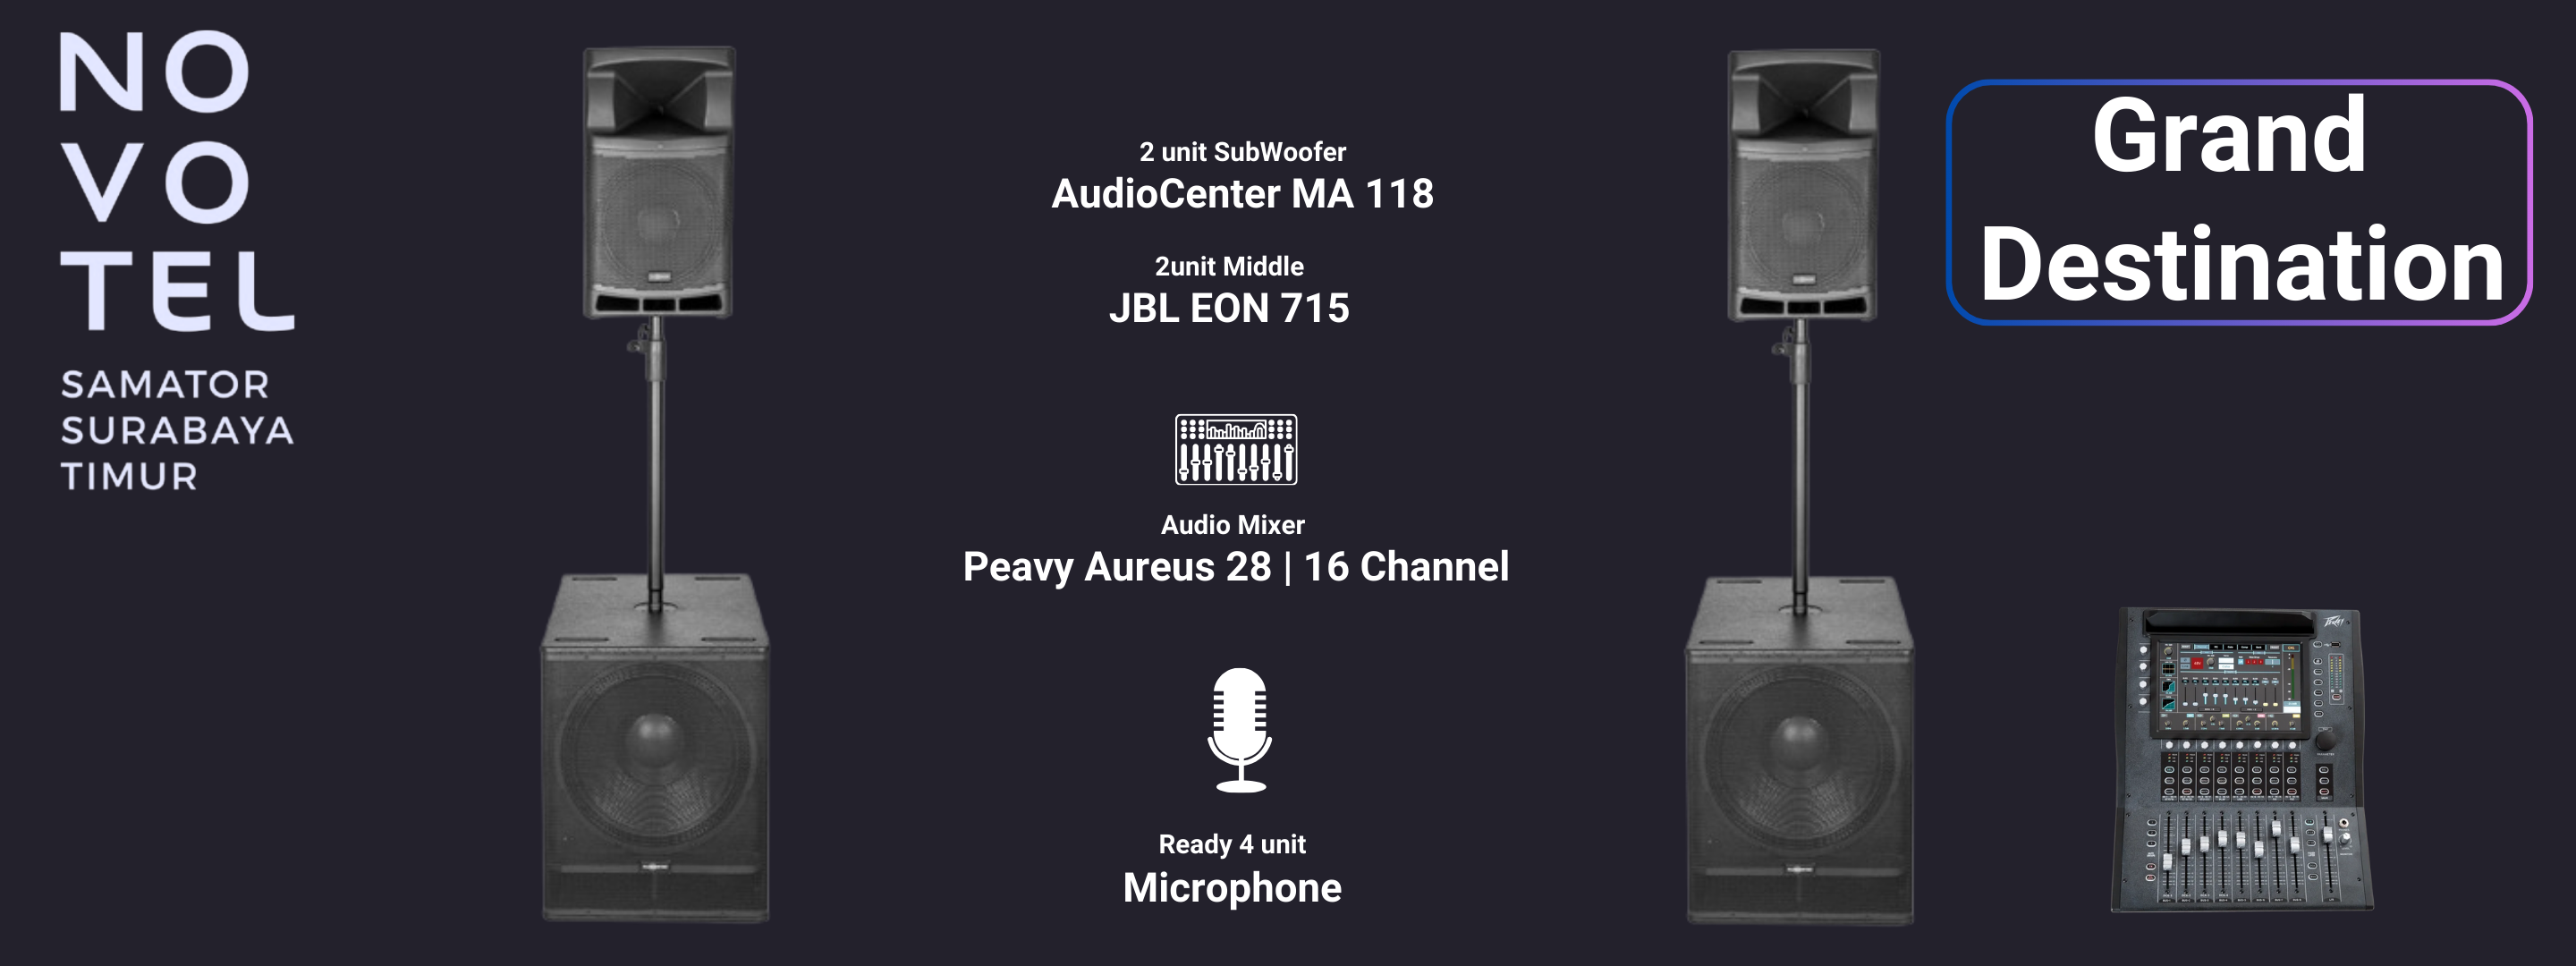 NO
VO
TEL
SAMATOR
SURABAYA
TIMUR
2 unit SubWoofer
AudioCenter MA 118
2unit Middle
JBL EON 715
Audio Mixer
Peavy Aureus 28 | 16 Channel
Ready 4 unit
Microphone
Grand
Destination